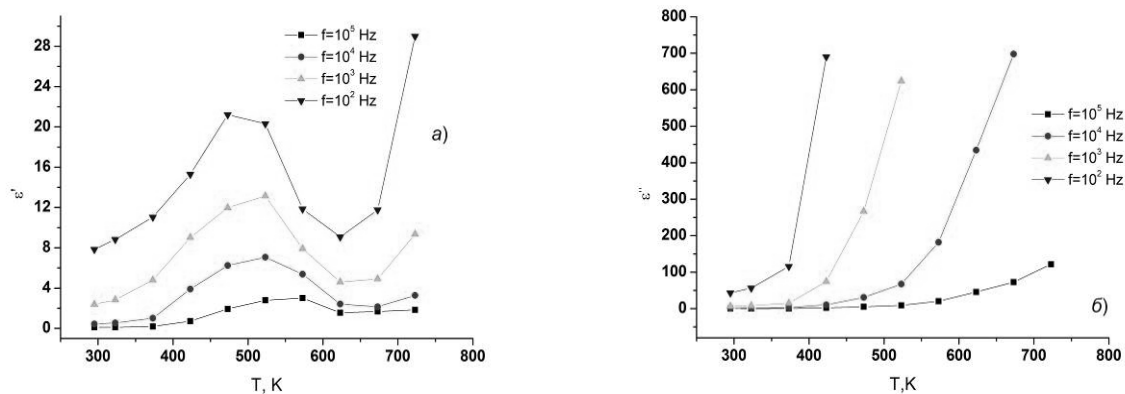 28
24
20
16
12
8
4
0
ε'
f=10⁵ Hz
f=10⁴ Hz
f=10³ Hz
f=10² Hz
а)
300 400 500 600 700 800
T, K
800
700
600
500
400
300
200
100
0
ε"
f=10⁵ Hz
f=10⁴ Hz
f=10³ Hz
f=10² Hz
б)
300 400 500 600 700 800
T,K